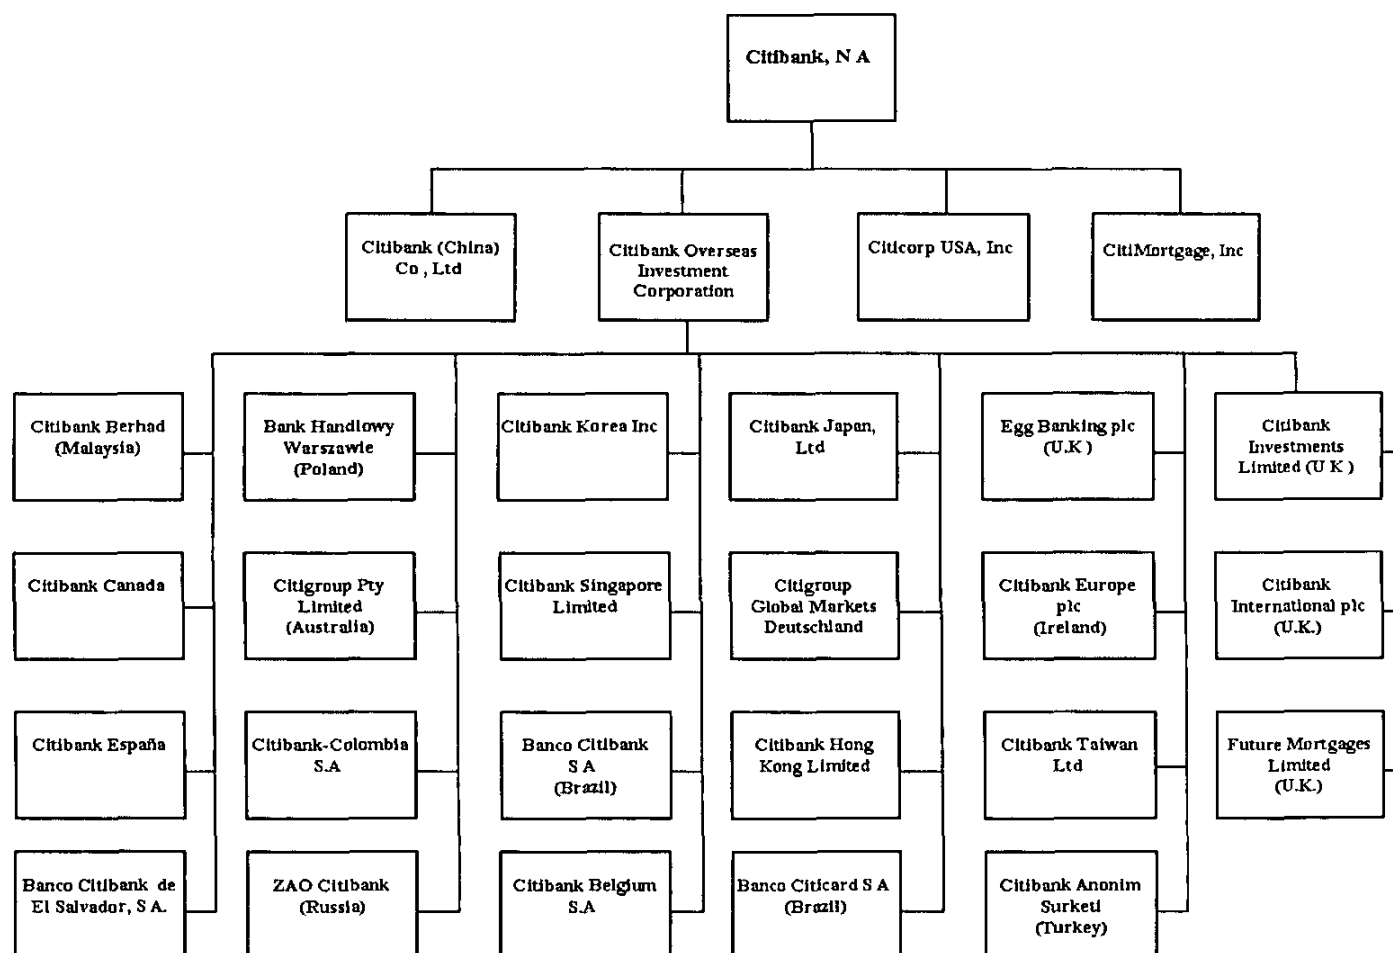 Citibank, N A
Citibank (China)
Co , Ltd
Citibank Overseas
Investment
Corporation
Citicorp USA, Inc
CitiMortgage, Inc
Citibank Berhad
(Malaysia)
Bank Handlowy
Warszawie
(Poland)
Citibank Korea Inc
Citibank Japan,
Ltd
Egg Banking plc
(U.K )
Citibank
Investments
Limited (U K )
Citibank Canada
Citigroup Pty
Limited
(Australia)
Citibank Singapore
Limited
Citigroup
Global Markets
Deutschland
Citibank Europe
plc
(Ireland)
Citibank
International plc
(U.K.)
Citibank España
Citibank-Colombia
S.A
Banco Citibank
S A
(Brazil)
Citibank Hong
Kong Limited
Citibank Taiwan
Ltd
Future Mortgages
Limited
(U.K.)
Banco Citibank de
El Salvador, S A.
ZAO Citibank
(Russia)
Citibank Belgium
S.A
Banco Citicard S A
(Brazil)
Citibank Anonim
Surketi
(Turkey)